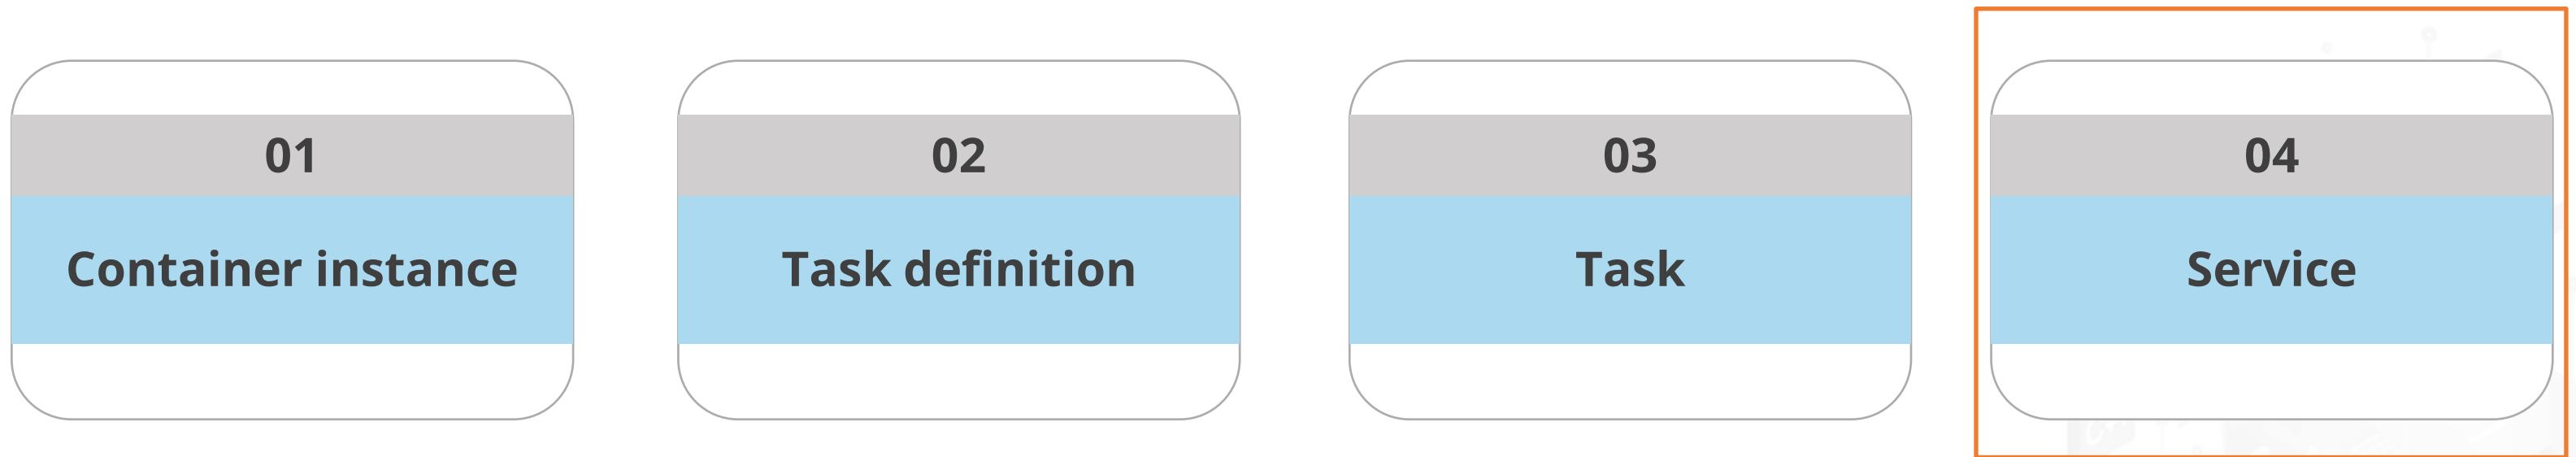 01
Container instance
02
Task definition
03
Task
04
Service